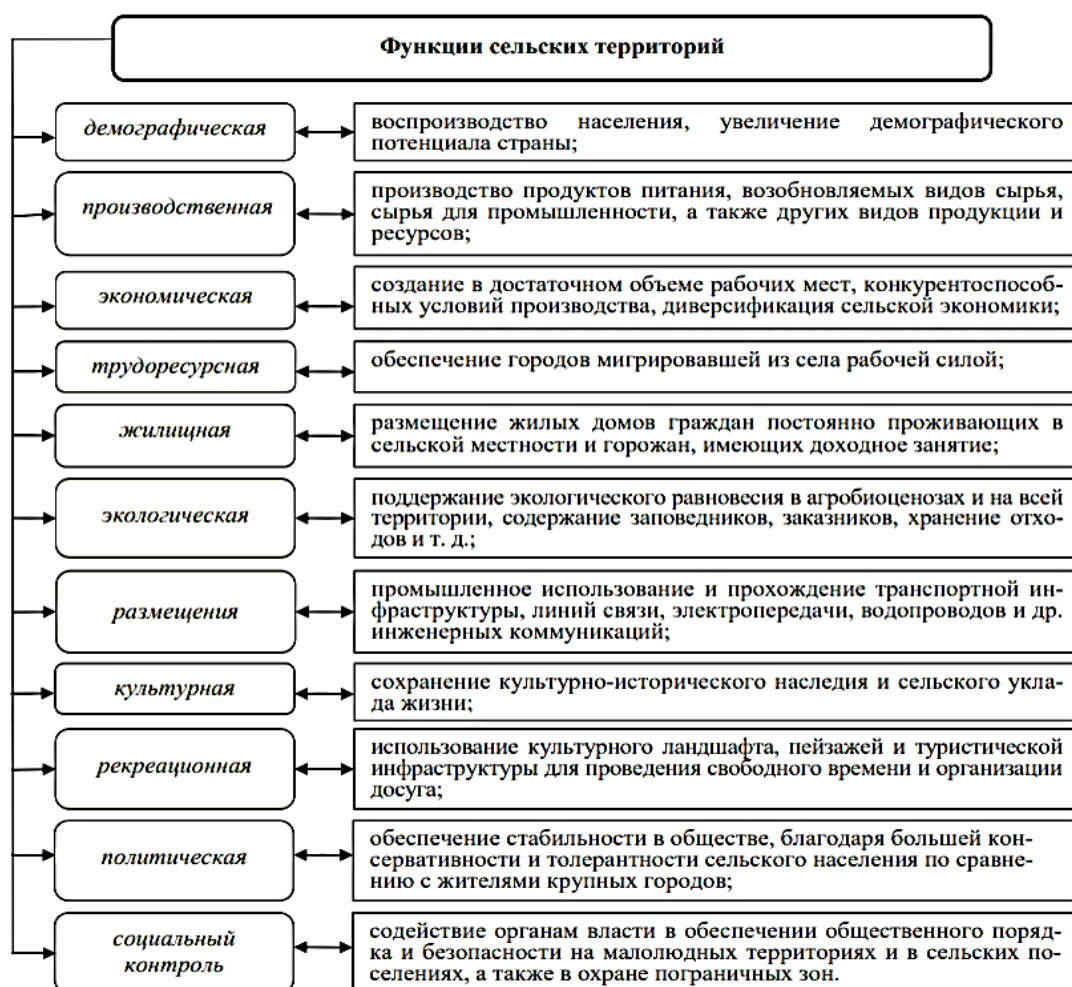 Функции сельских территорий
демографическая
воспроизводство населения, увеличение демографического
потенциала страны;
производственная
производство продуктов питания, возобновляемых видов сырья,
сырья для промышленности, а также других видов продукции и
ресурсов;
экономическая
создание в достаточном объеме рабочих мест, конкурентоспособ-
ных условий производства, диверсификация сельской экономики;
трудоресурсная
обеспечение городов мигрировавшей из села рабочей силой;
жилищная
размещение жилых домов граждан постоянно проживающих в
сельской местности и горожан, имеющих доходное занятие;
экологическая
поддержание экологического равновесия в агробиоценозах и на всей
территории, содержание заповедников, заказников, хранение отхо-
дов и т. д.;
размещения
промышленное использование и прохождение транспортной ин-
фраструктуры, линий связи, электропередачи, водопроводов и др.
инженерных коммуникаций;
культурная
сохранение культурно-исторического наследия и сельского укла-
да жизни;
рекреационная
использование культурного ландшафта, пейзажей и туристической
инфраструктуры для проведения свободного времени и организации
досуга;
политическая
обеспечение стабильности в обществе, благодаря большей кон-
сервативности и толерантности сельского населения по сравне-
нию с жителями крупных городов;
социальный
контроль
содействие органам власти в обеспечении общественного поряд-
ка и безопасности на малолюдных территориях и в сельских по-
селениях, а также в охране пограничных зон.